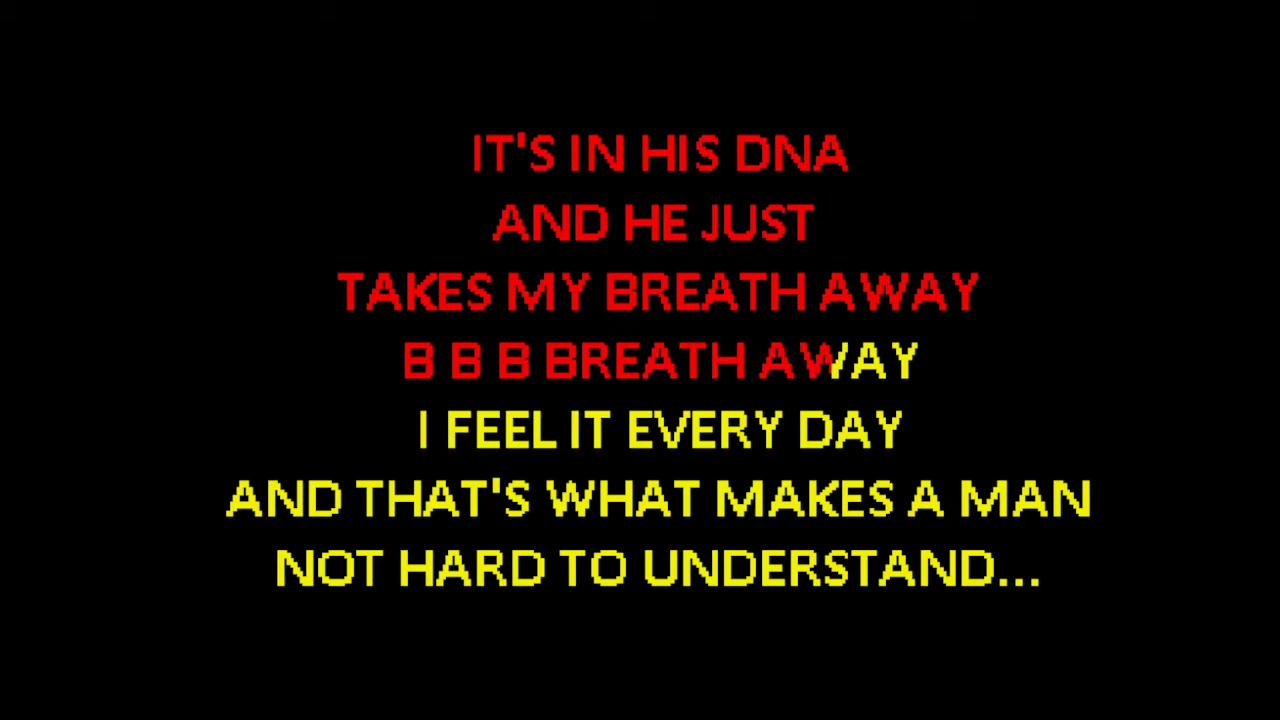 IT'S IN HIS DNA
AND HE JUST
TAKES MY BREATH AWAY
B B B BREATH AWAY
I FEEL IT EVERY DAY
AND THAT'S WHAT MAKES A MAN
NOT HARD TO UNDERSTAND...